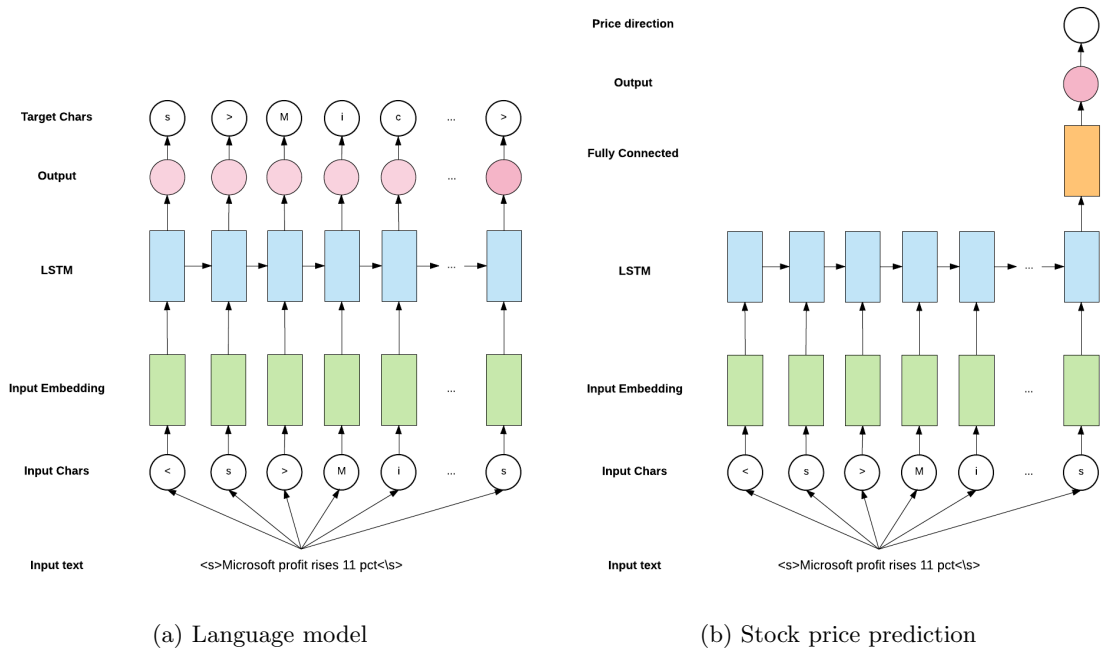 Target Chars s > M i c ... >
Output ...
LSTM ...
Input Embedding ...
Input Chars < s > M i ... s
Input text <s>Microsoft profit rises 11 pct<\s>
(a) Language model
Price direction
Output
Fully Connected
LSTM ...
Input Embedding ...
Input Chars < s > M i ... s
Input text <s>Microsoft profit rises 11 pct<\s>
(b) Stock price prediction